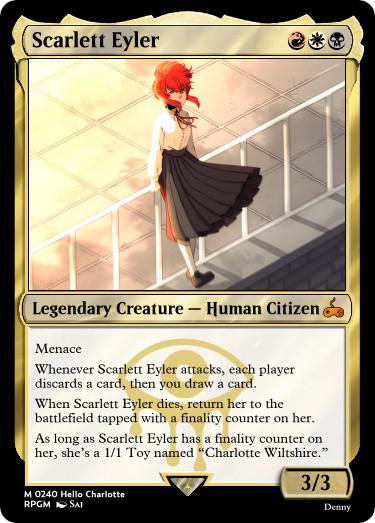 Scarlett Eyler
Legendary Creature — Human Citizen
Menace
Whenever Scarlett Eyler attacks, each player
discards a card, then you draw a card.
When Scarlett Eyler dies, return her to the
battlefield tapped with a finality counter on her.
As long as Scarlett Eyler has a finality counter on
her, she's a 1/1 Toy named “Charlotte Wiltshire.”
3/3
M 0240 Hello Charlotte
RPGM SAI
Denny